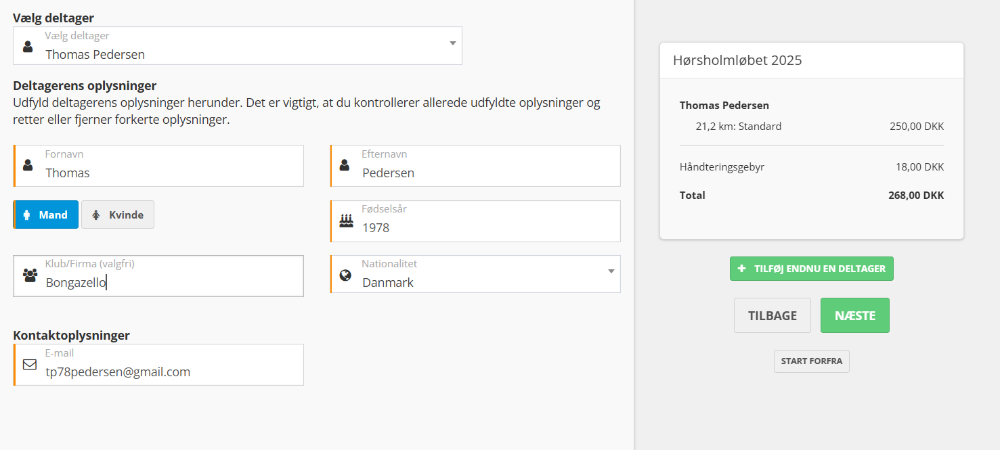 Vælg deltager
Vælg deltager
Thomas Pedersen
Deltagerens oplysninger
Udfyld deltagerens oplysninger herunder. Det er vigtigt, at du kontrollerer allerede udfyldte oplysninger og
retter eller fjerner forkerte oplysninger.
Fornavn
Thomas
Efternavn
Pedersen
Mand
Kvinde
Fødselsår
1978
Klub/Firma (valgfri)
Bongazello
Nationalitet
Danmark
Kontaktoplysninger
E-mail
tp78pedersen@gmail.com
Hørsholmløbet 2025
Thomas Pedersen
21,2 km: Standard 250,00 DKK
Håndteringsgebyr 18,00 DKK
Total 268,00 DKK
TILFØJ ENDNU EN DELTAGER
TILBAGE
NÆSTE
START FORFRA